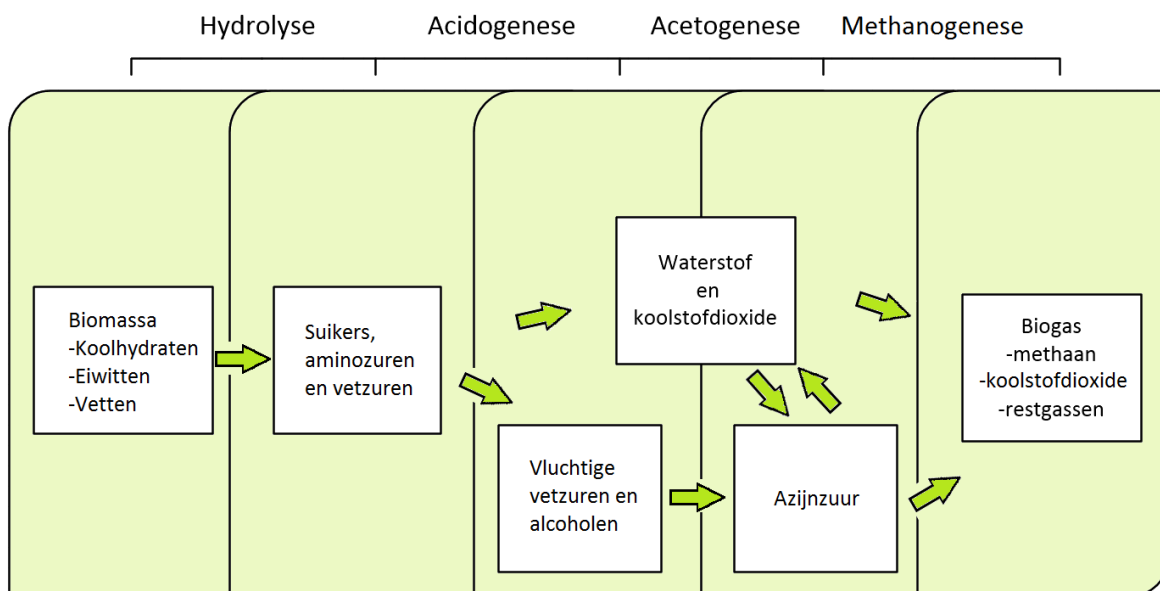 Hydrolyse
Acidogenese
Acetogenese
Methanogenese
Biomassa
-Koolhydraten
-Eiwitten
-Vetten
Suikers,
aminozuren
en vetzuren
Waterstof
en
koolstofdioxide
Vluchtige
vetzuren en
alcoholen
Azijnzuur
Biogas
-methaan
-koolstofdioxide
-restgassen